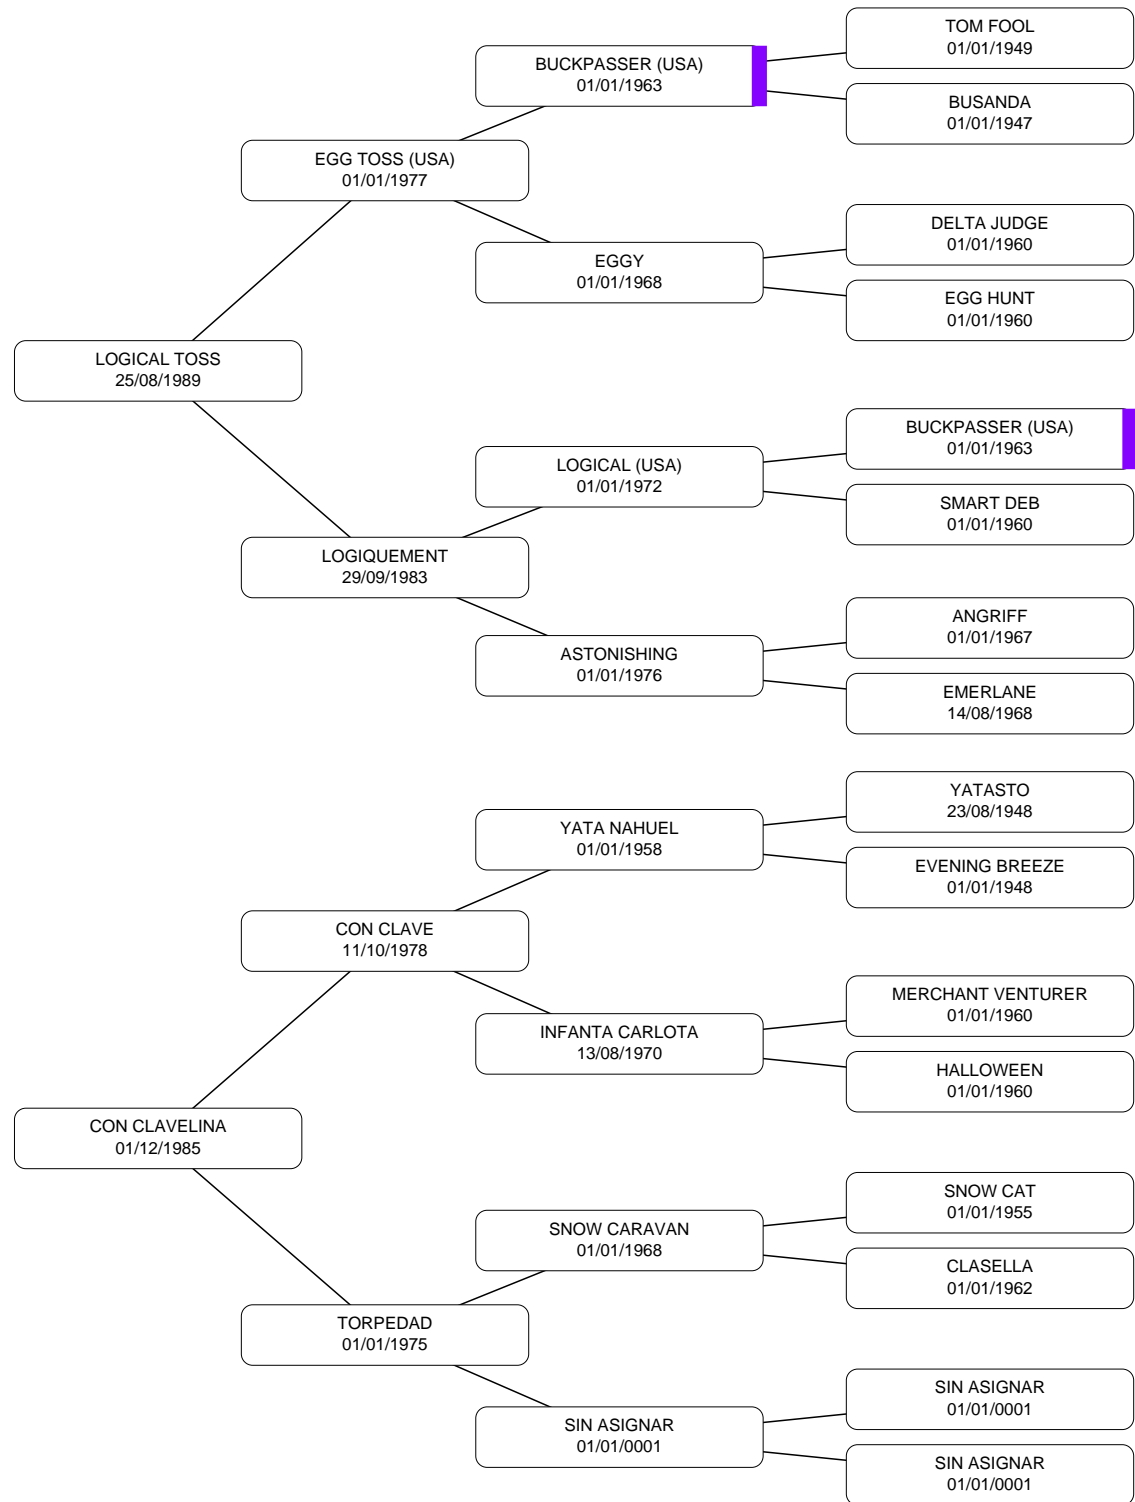 TOM FOOL
01/01/1949
BUCKPASSER (USA)
01/01/1963
BUSANDA
01/01/1947
EGG TOSS (USA)
01/01/1977
DELTA JUDGE
01/01/1960
EGGY
01/01/1968
EGG HUNT
01/01/1960
LOGICAL TOSS
25/08/1989
BUCKPASSER (USA)
01/01/1963
LOGICAL (USA)
01/01/1972
SMART DEB
01/01/1960
LOGIQUEMENT
29/09/1983
ANGRIFF
01/01/1967
ASTONISHING
01/01/1976
EMERLANE
14/08/1968
YATASTO
23/08/1948
YATA NAHUEL
01/01/1958
EVENING BREEZE
01/01/1948
CON CLAVE
11/10/1978
MERCHANT VENTURER
01/01/1960
INFANTA CARLOTA
13/08/1970
HALLOWEEN
01/01/1960
CON CLAVELINA
01/12/1985
SNOW CAT
01/01/1955
SNOW CARAVAN
01/01/1968
CLASELLA
01/01/1962
TORPEDAD
01/01/1975
SIN ASIGNAR
01/01/0001
SIN ASIGNAR
01/01/0001
SIN ASIGNAR
01/01/0001